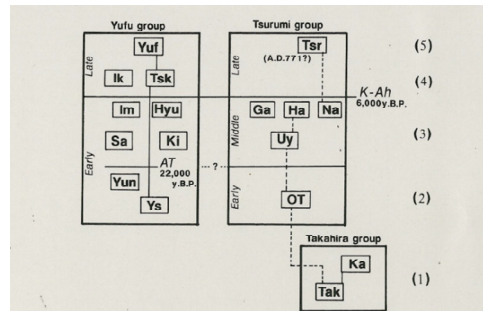 Yufu group
Tsurumi group
Late
Yuf
Ik
Tsk
Late
Tsr
(A.D.771?)
(5)
(4)
K-Ah
6,000y.B.P.
Early
Im
Hyu
Sa
Ki
AT
22,000
y.B.P.
Yun
Ys
?
Middle
Ga
Ha
Na
Uy
(3)
Early
OT
(2)
Takahira group
Ka
Tak
(1)